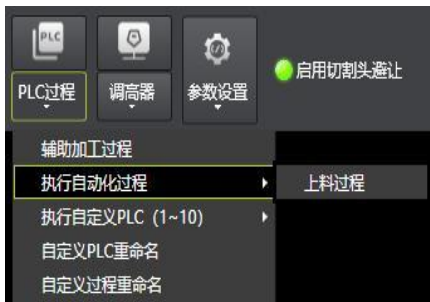 PLC
PLC过程
调高器
参数设置
启用切割头避让
辅助加工过程
执行自动化过程
上料过程
执行自定义PLC (1~10)
自定义PLC重命名
自定义过程重命名